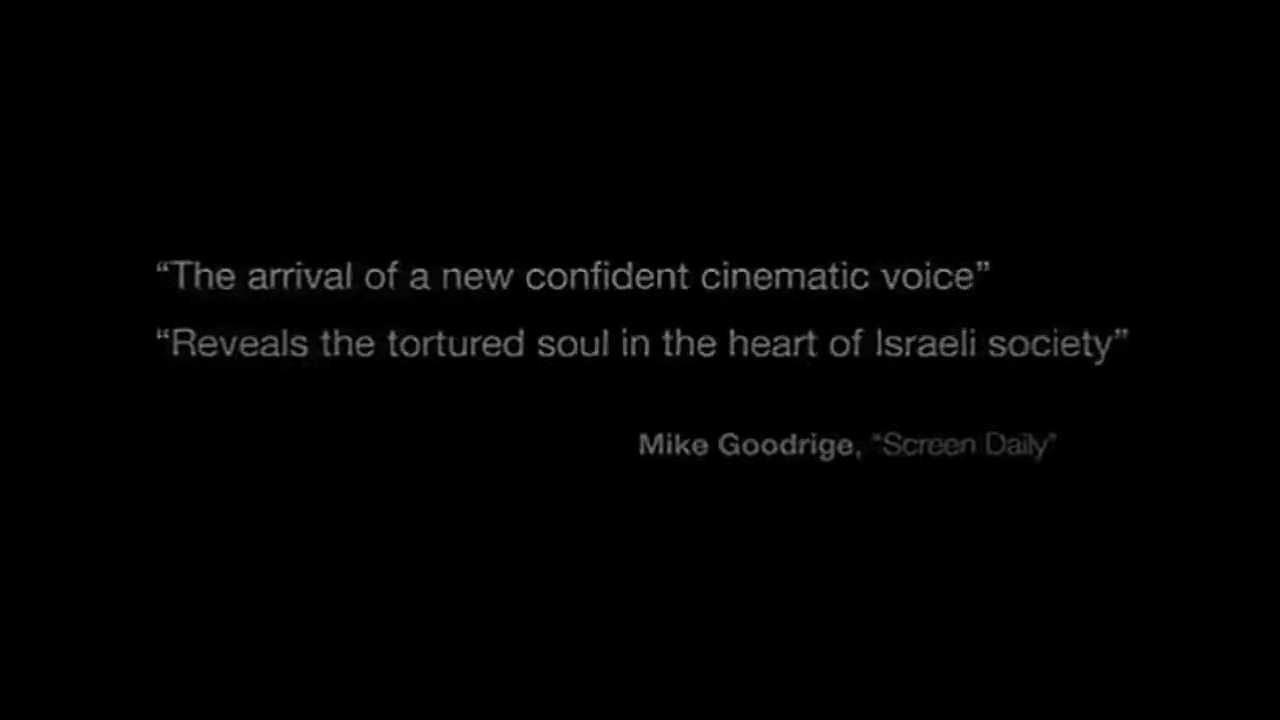 “The arrival of a new confident cinematic voice”
“Reveals the tortured soul in the heart of Israeli society”
Mike Goodrige, “Screen Daily”